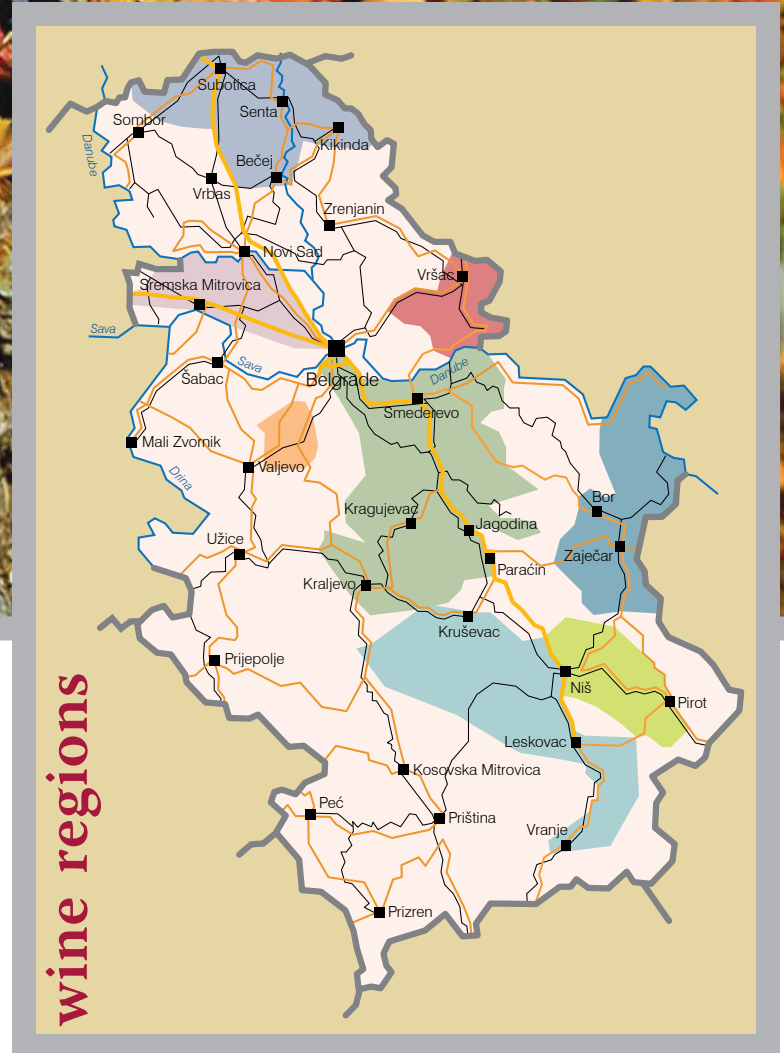 Subotica
Senta
Sombor
Kikinda
Danube
Bečej
Vrbas
Zrenjanin
Novi Sad
Vršac
Sremska Mitrovica
Sava
Sava
Belgrade
Danube
Šabac
Smederevo
Mali Zvornik
Valjevo
Drina
Bor
Kragujevac
Jagodina
Užice
Zaječar
Paraćin
Kraljevo
Kruševac
Prijepolje
Niš
Pirot
Leskovac
Kosovska Mitrovica
Peć
Priština
Vranje
Prizren
wine regions